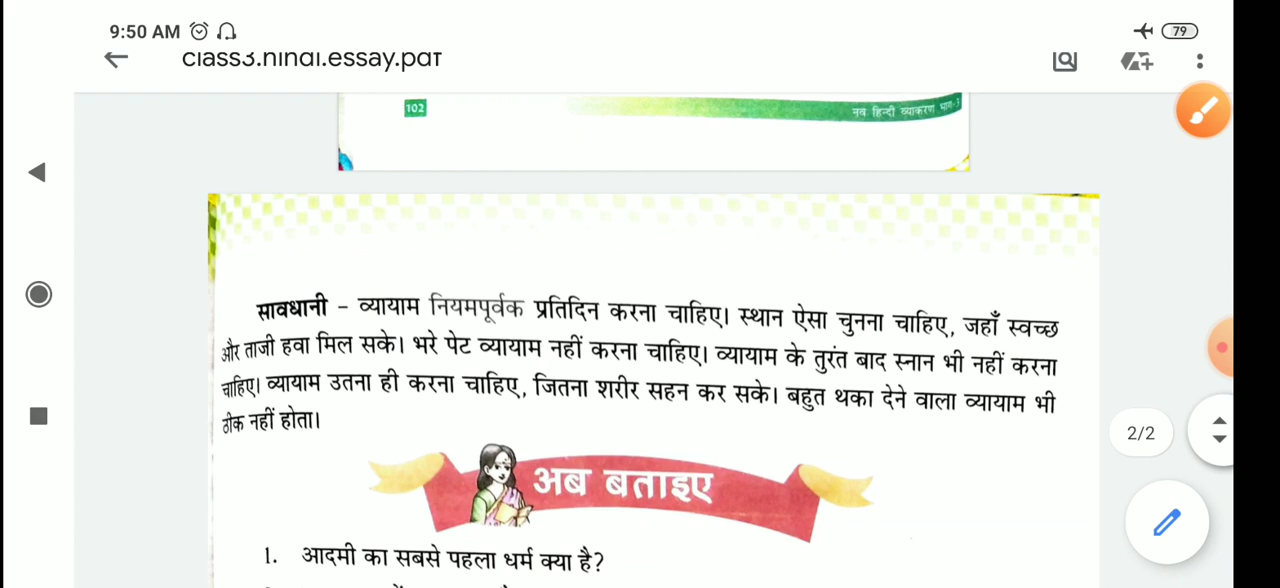 9:50 AM
79
class3.hindi.essay.pdf
102
नव हिन्दी व्याकरण भाग-3
सावधानी - व्यायाम नियमपूर्वक प्रतिदिन करना चाहिए। स्थान ऐसा चुनना चाहिए, जहाँ स्वच्छ
और ताजी हवा मिल सके। भरे पेट व्यायाम नहीं करना चाहिए। व्यायाम के तुरंत बाद स्नान भी नहीं करना
चाहिए। व्यायाम उतना ही करना चाहिए, जितना शरीर सहन कर सके। बहुत थका देने वाला व्यायाम भी
ठीक नहीं होता।
2/2
अब बताइए
1. आदमी का सबसे पहला धर्म क्या है?